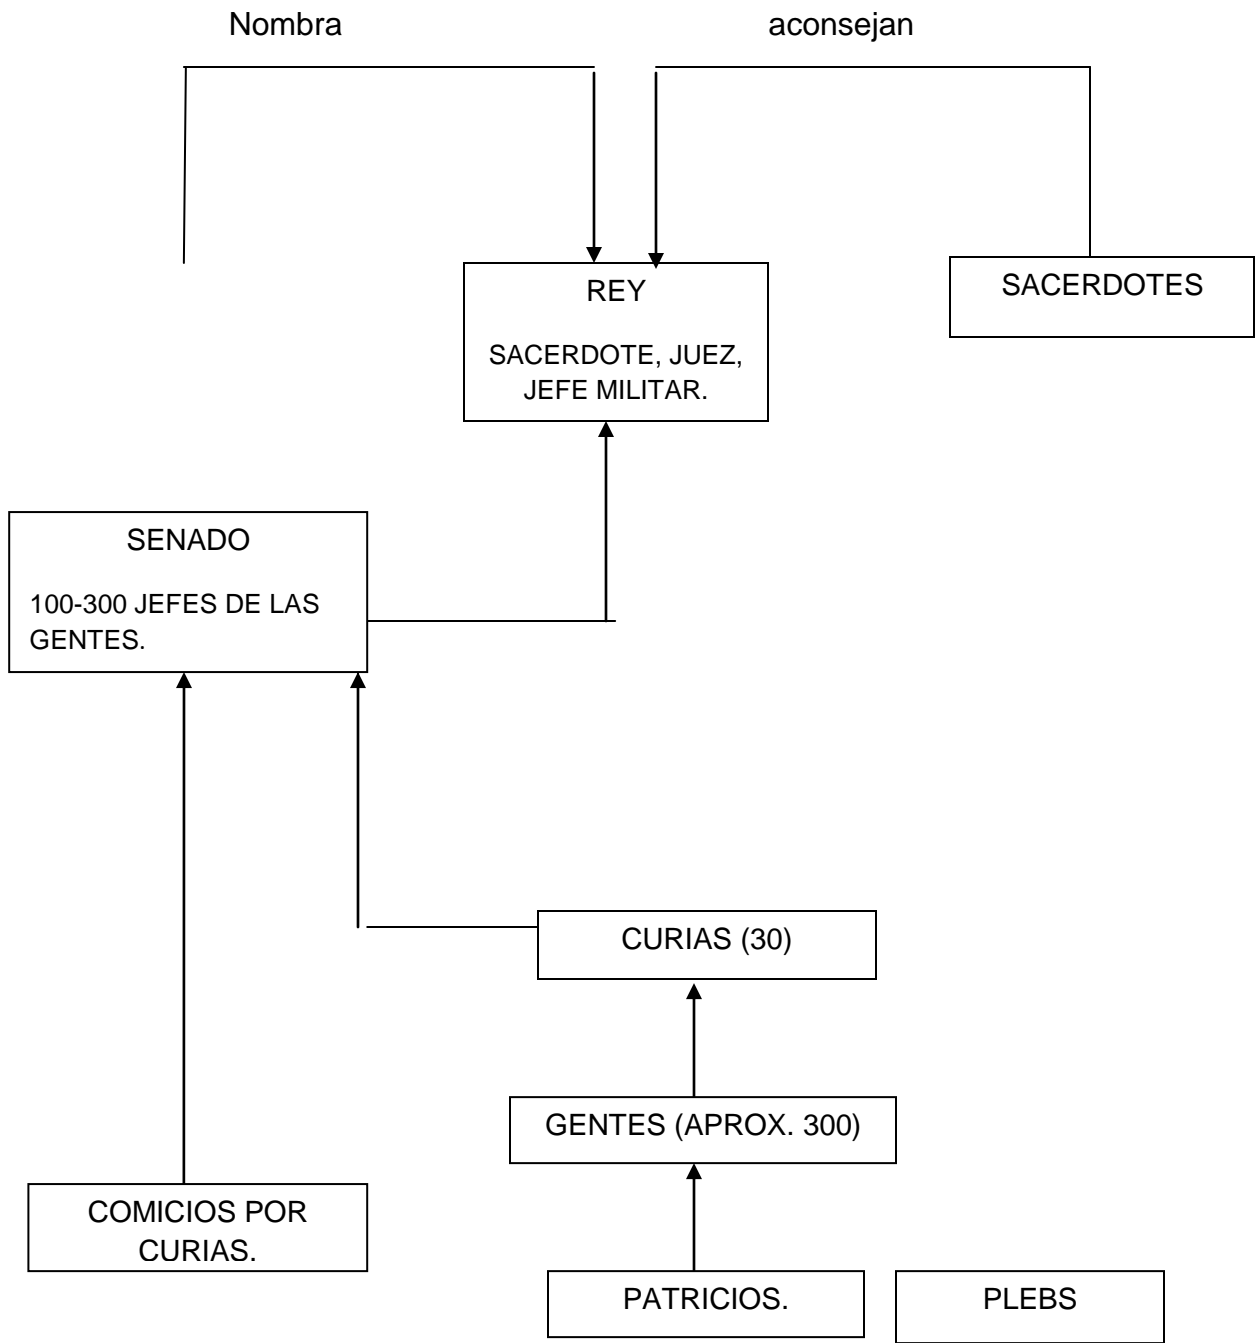 Nombra
aconsejan
REY
SACERDOTE, JUEZ,
JEFE MILITAR.
SACERDOTES
SENADO
100-300 JEFES DE LAS
GENTES.
CURIAS (30)
GENTES (APROX. 300)
COMICIOS POR
CURIAS.
PATRICIOS.
PLEBS